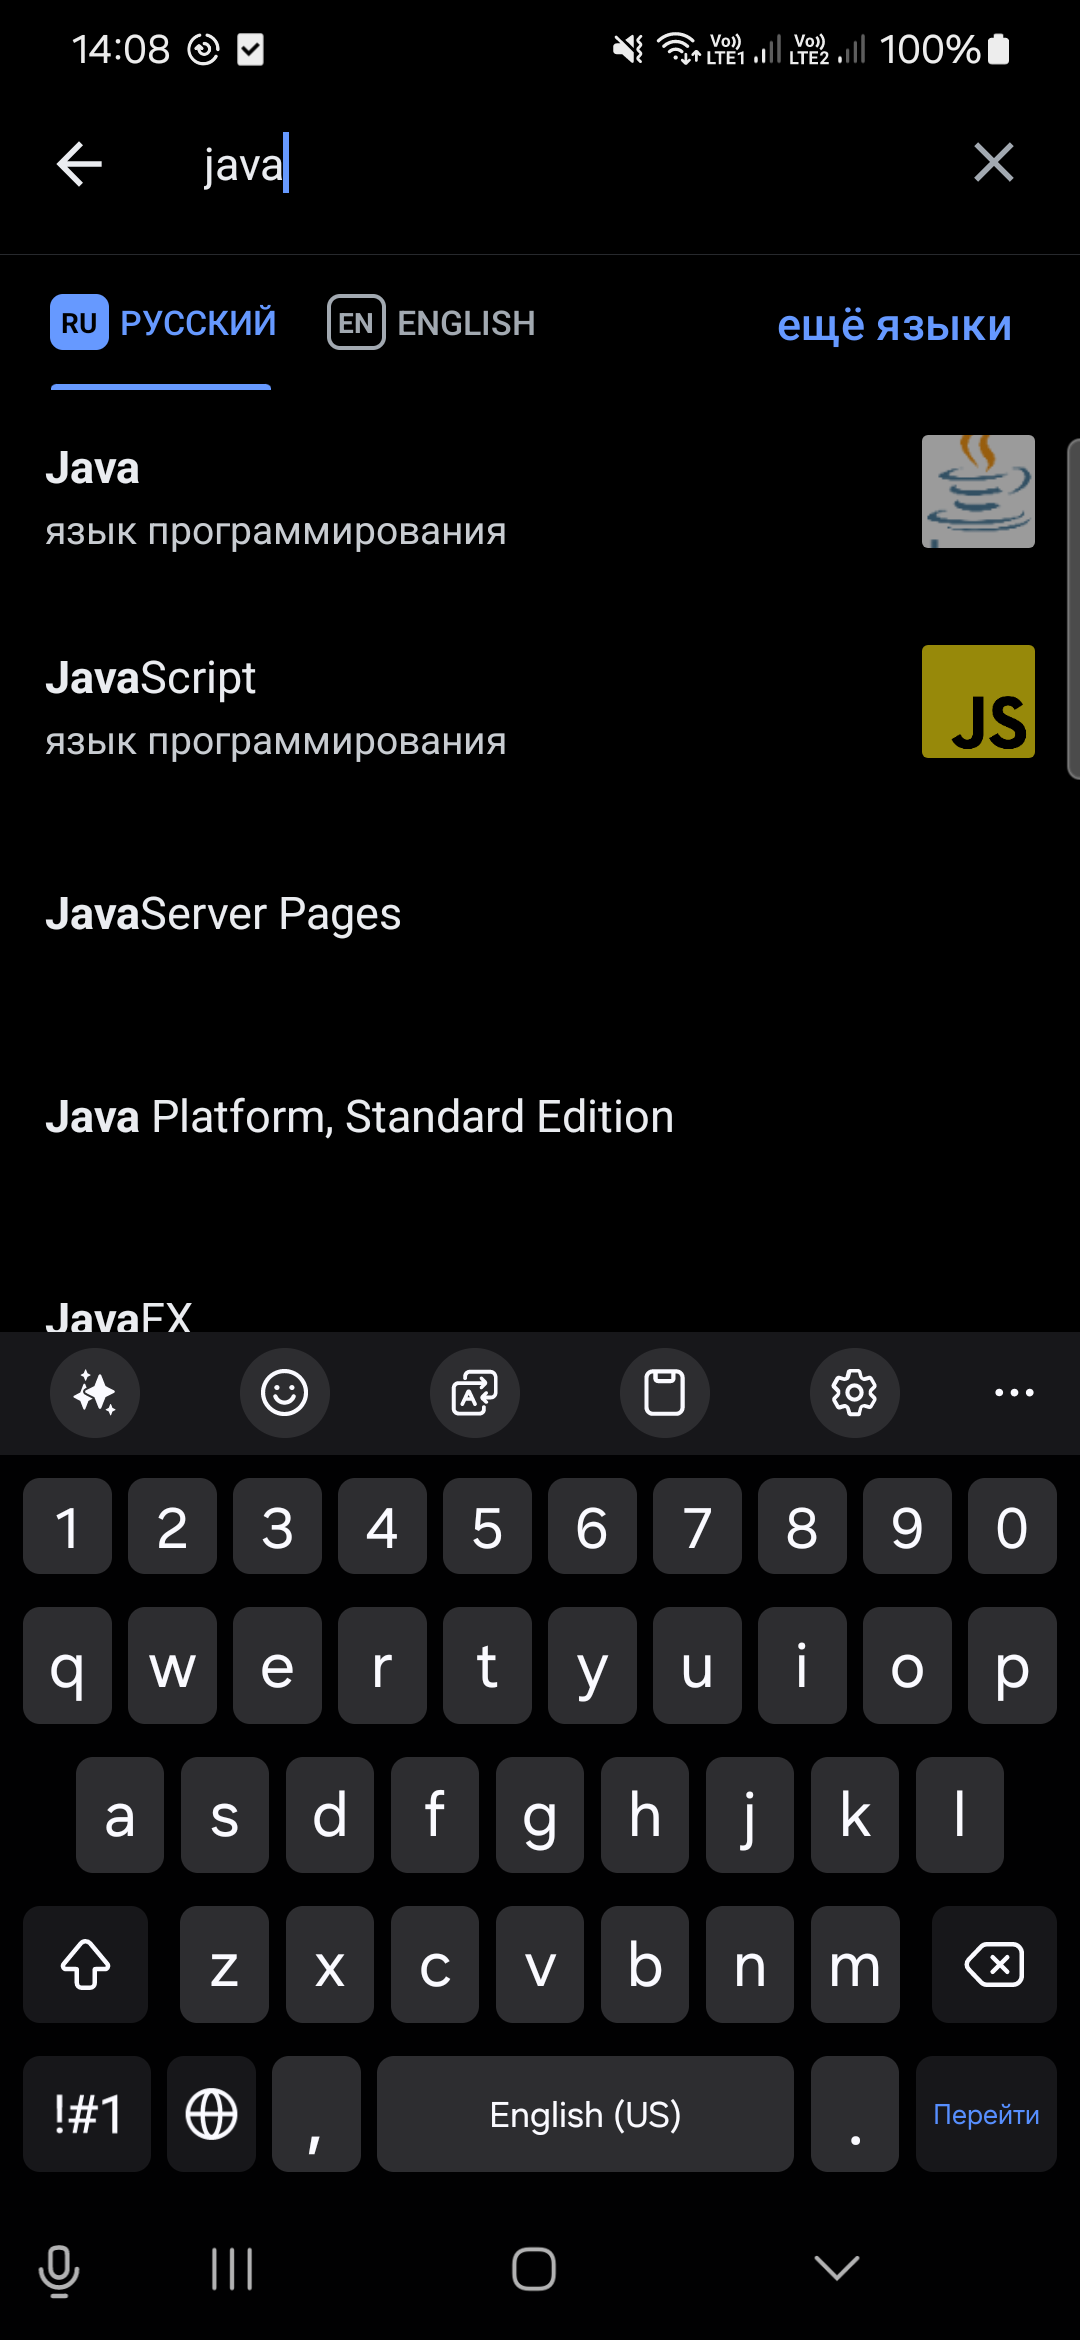 14:08 Vo)) LTE1 Vo)) LTE2 100%
java
RU РУССКИЙ EN ENGLISH ещё языки
Java
язык программирования
JavaScript
язык программирования
JS
JavaServer Pages
Java Platform, Standard Edition
JavaFX
1 2 3 4 5 6 7 8 9 0
q w e r t y u i o p
a s d f g h j k l
z x c v b n m
!#1 , English (US) . Перейти